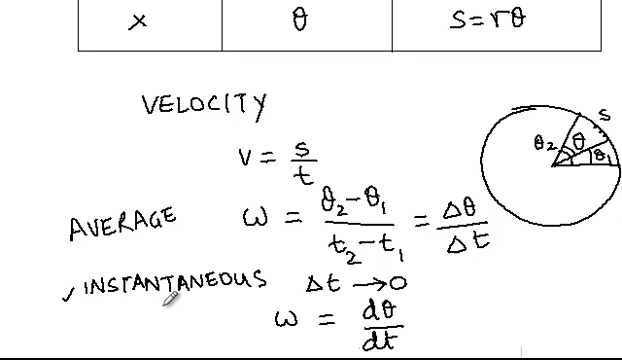 x θ S = rθ
VELOCITY
v = s/t
AVERAGE ω = θ₂ - θ₁ / t₂ - t₁ = Δθ / Δt
✓ INSTANTANEOUS Δt → 0
ω = dθ/dt
S
θ₂ θ θ₁